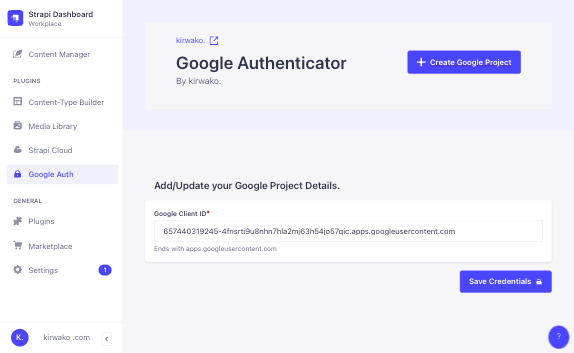 Strapi Dashboard
Workplace
Content Manager
PLUGINS
Content-Type Builder
Media Library
Strapi Cloud
Google Auth
GENERAL
Plugins
Marketplace
Settings
1
K.
kirwako .com
kirwako.
Google Authenticator
By kirwako.
Create Google Project
Add/Update your Google Project Details.
Google Client ID*
657440319245-4fnsrti9u8nhn7hla2mj63h54jo57qic.apps.googleusercontent.com
Ends with apps.googleusercontent.com
Save Credentials
?